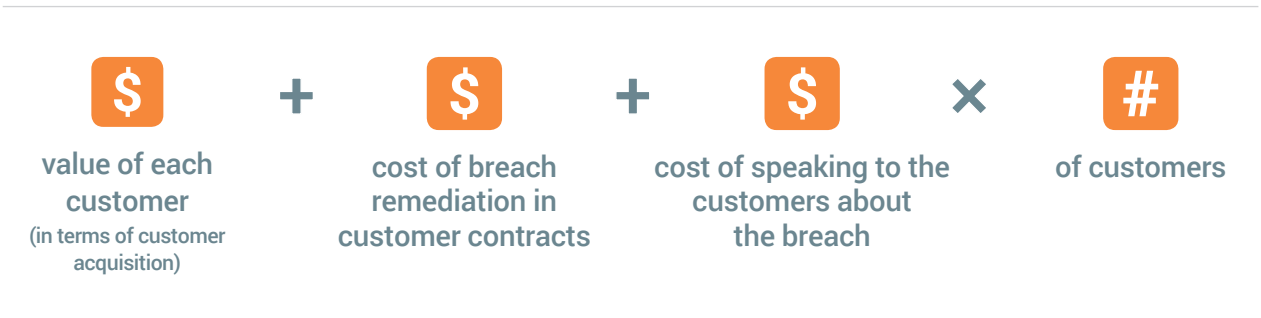 $ + $ + $ × #
value of each
customer
(in terms of customer
acquisition)
cost of breach
remediation in
customer contracts
cost of speaking to the
customers about
the breach
of customers